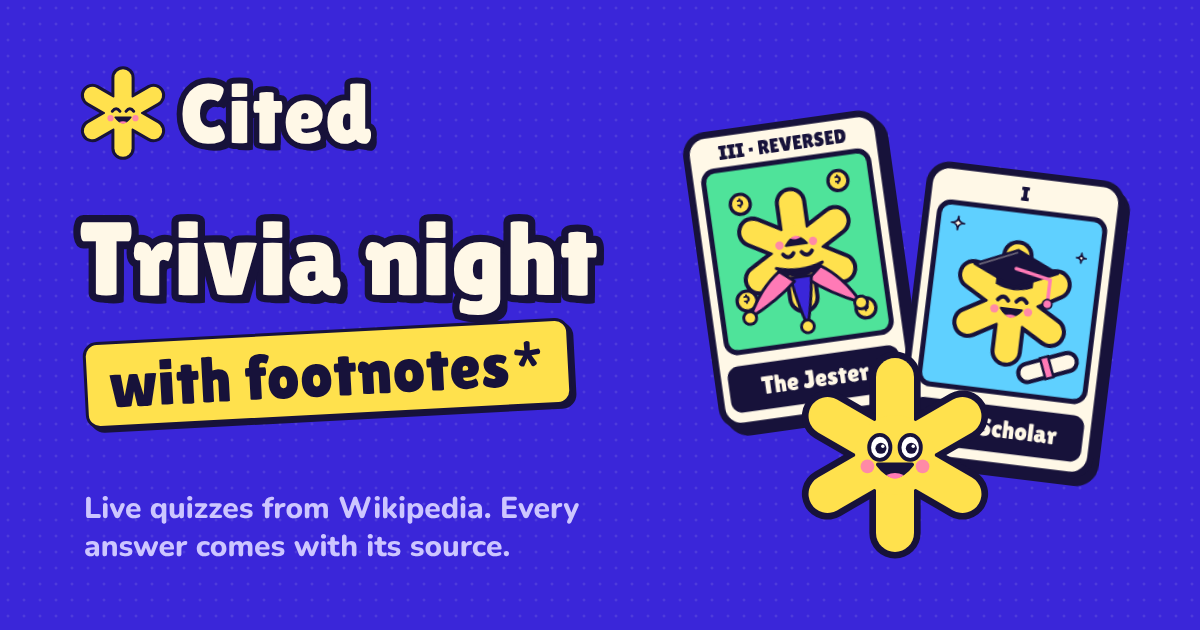 Cited
Trivia night
with footnotes*
Live quizzes from Wikipedia. Every
answer comes with its source.
III · REVERSED
The Jester
I
Scholar